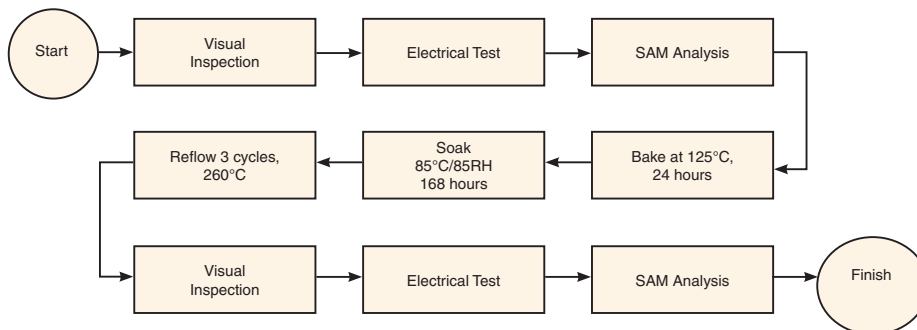 Start
Visual
Inspection
Electrical Test
SAM Analysis
Bake at 125°C,
24 hours
Soak
85°C/85RH
168 hours
Reflow 3 cycles,
260°C
Visual
Inspection
Electrical Test
SAM Analysis
Finish